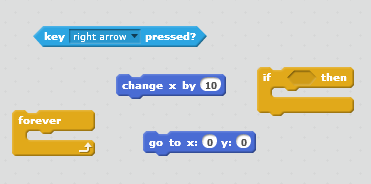 key right arrow pressed?
change x by 10
if then
forever
go to x: 0 y: 0